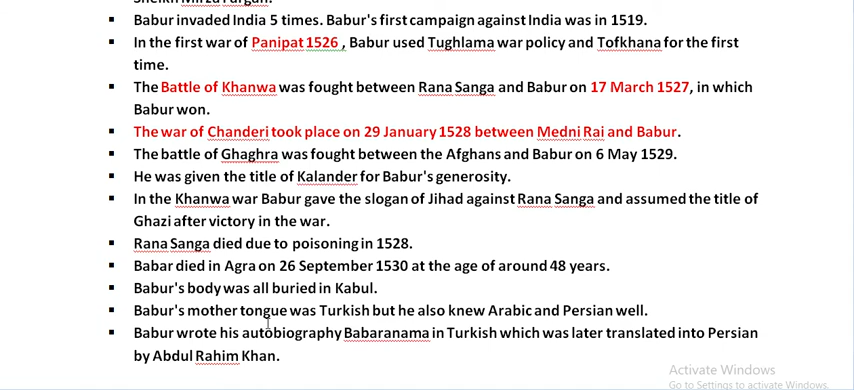 Babur invaded India 5 times. Babur's first campaign against India was in 1519.
In the first war of Panipat 1526 , Babur used Tughlama war policy and Tofkhana for the first
time.
The Battle of Khanwa was fought between Rana Sanga and Babur on 17 March 1527, in which
Babur won.
The war of Chanderi took place on 29 January 1528 between Medni Rai and Babur.
The battle of Ghaghra was fought between the Afghans and Babur on 6 May 1529.
He was given the title of Kalander for Babur's generosity.
In the Khanwa war Babur gave the slogan of Jihad against Rana Sanga and assumed the title of
Ghazi after victory in the war.
Rana Sanga died due to poisoning in 1528.
Babar died in Agra on 26 September 1530 at the age of around 48 years.
Babur's body was all buried in Kabul.
Babur's mother tongue was Turkish but he also knew Arabic and Persian well.
Babur wrote his autobiography Babaranama in Turkish which was later translated into Persian
by Abdul Rahim Khan.
Activate Windows
Go to Settings to activate Windows.